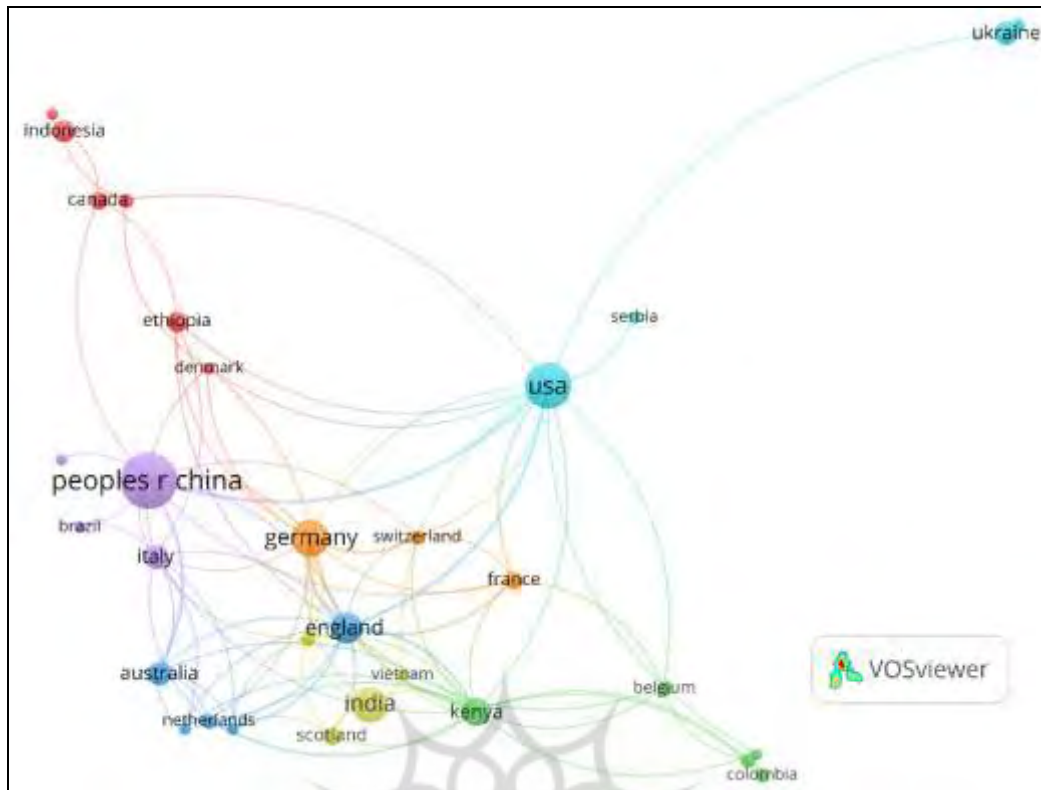 ukraine
indonesia
canada
ethiopia
serbia
denmark
usa
peoples r china
brazil
germany
switzerland
italy
france
england
australia
vietnam
VOSviewer
belgium
india
kenya
netherlands
scotland
colombia